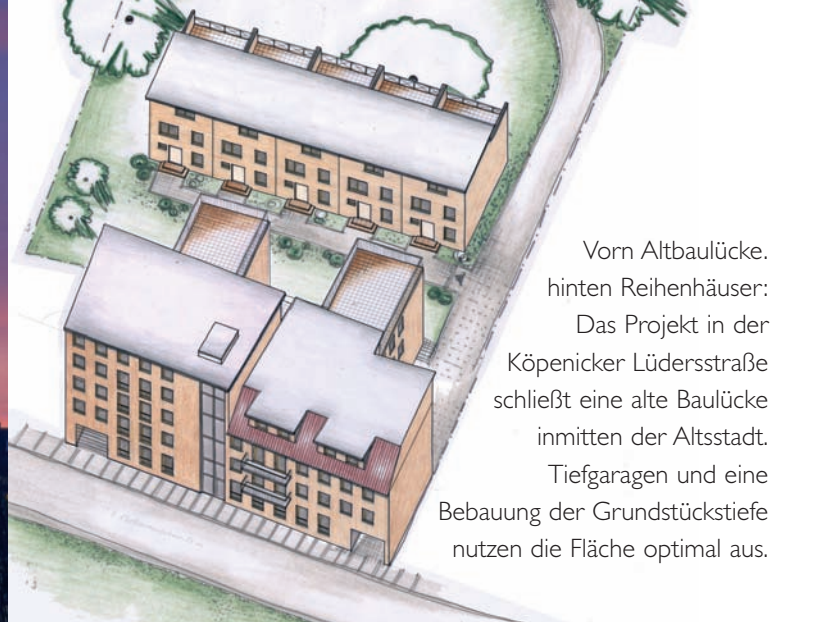 Vorn Altbaulücke.
hinten Reihenhäuser:
Das Projekt in der
Köpenicker Lüdersstraße
schließt eine alte Baulücke
inmitten der Altsstadt.
Tiefgaragen und eine
Bebauung der Grundstückstiefe
nutzen die Fläche optimal aus.